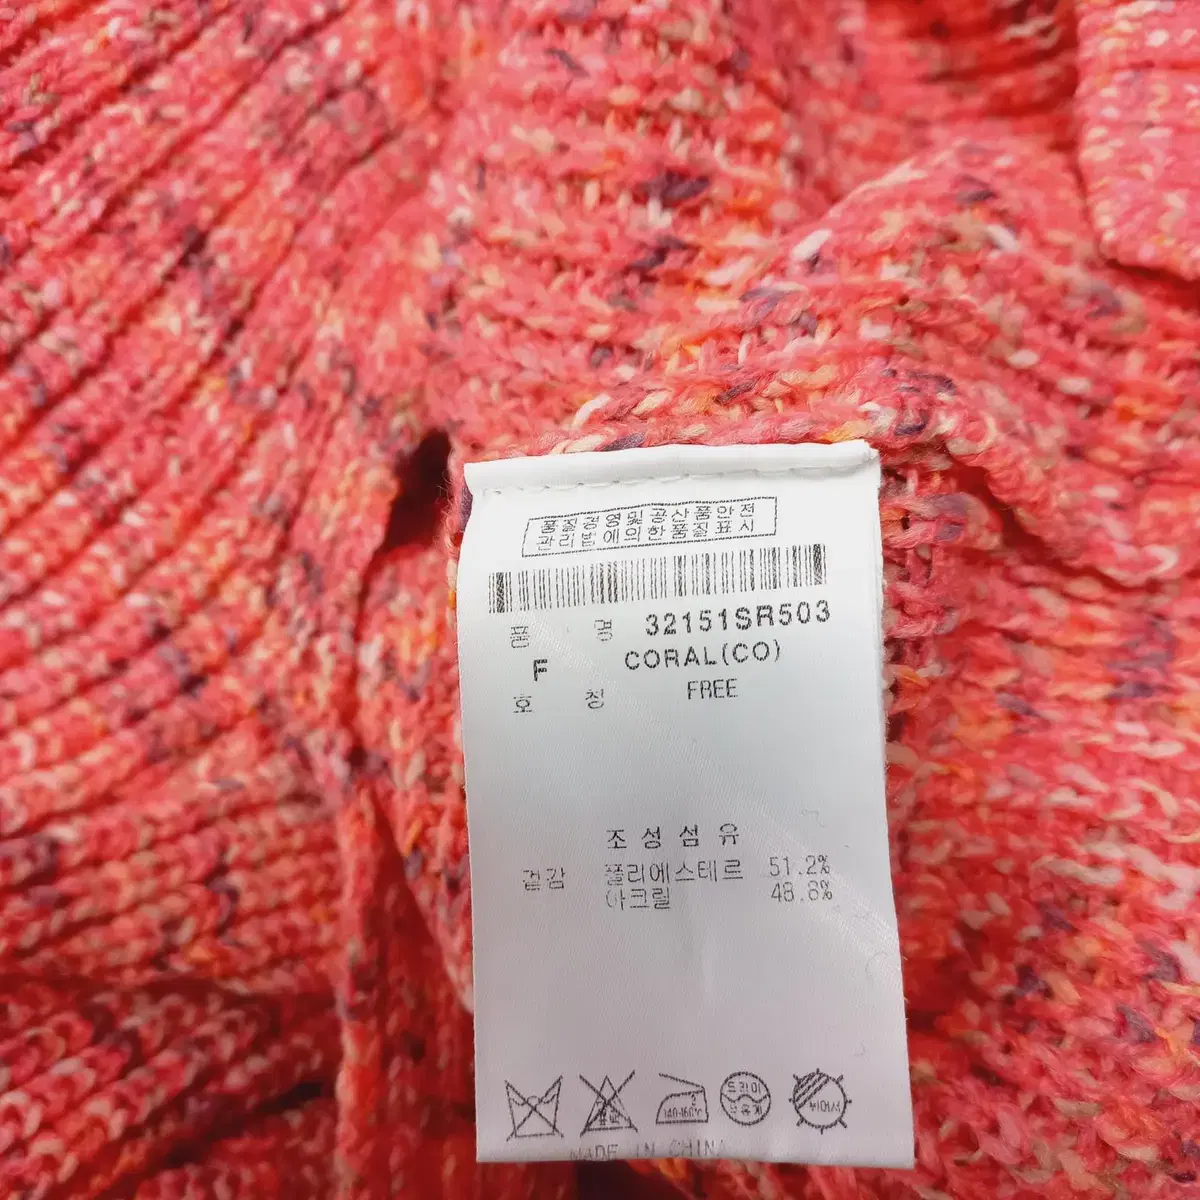 품질경영및공산품안전
관리법에의한품질표시
품 명 32151SR503
F CORAL(CO)
호 칭 FREE
조성섬유
겉감 폴리에스테르 51.2%
아크릴 48.8%
140-160℃
드라이
MADE IN CHINA